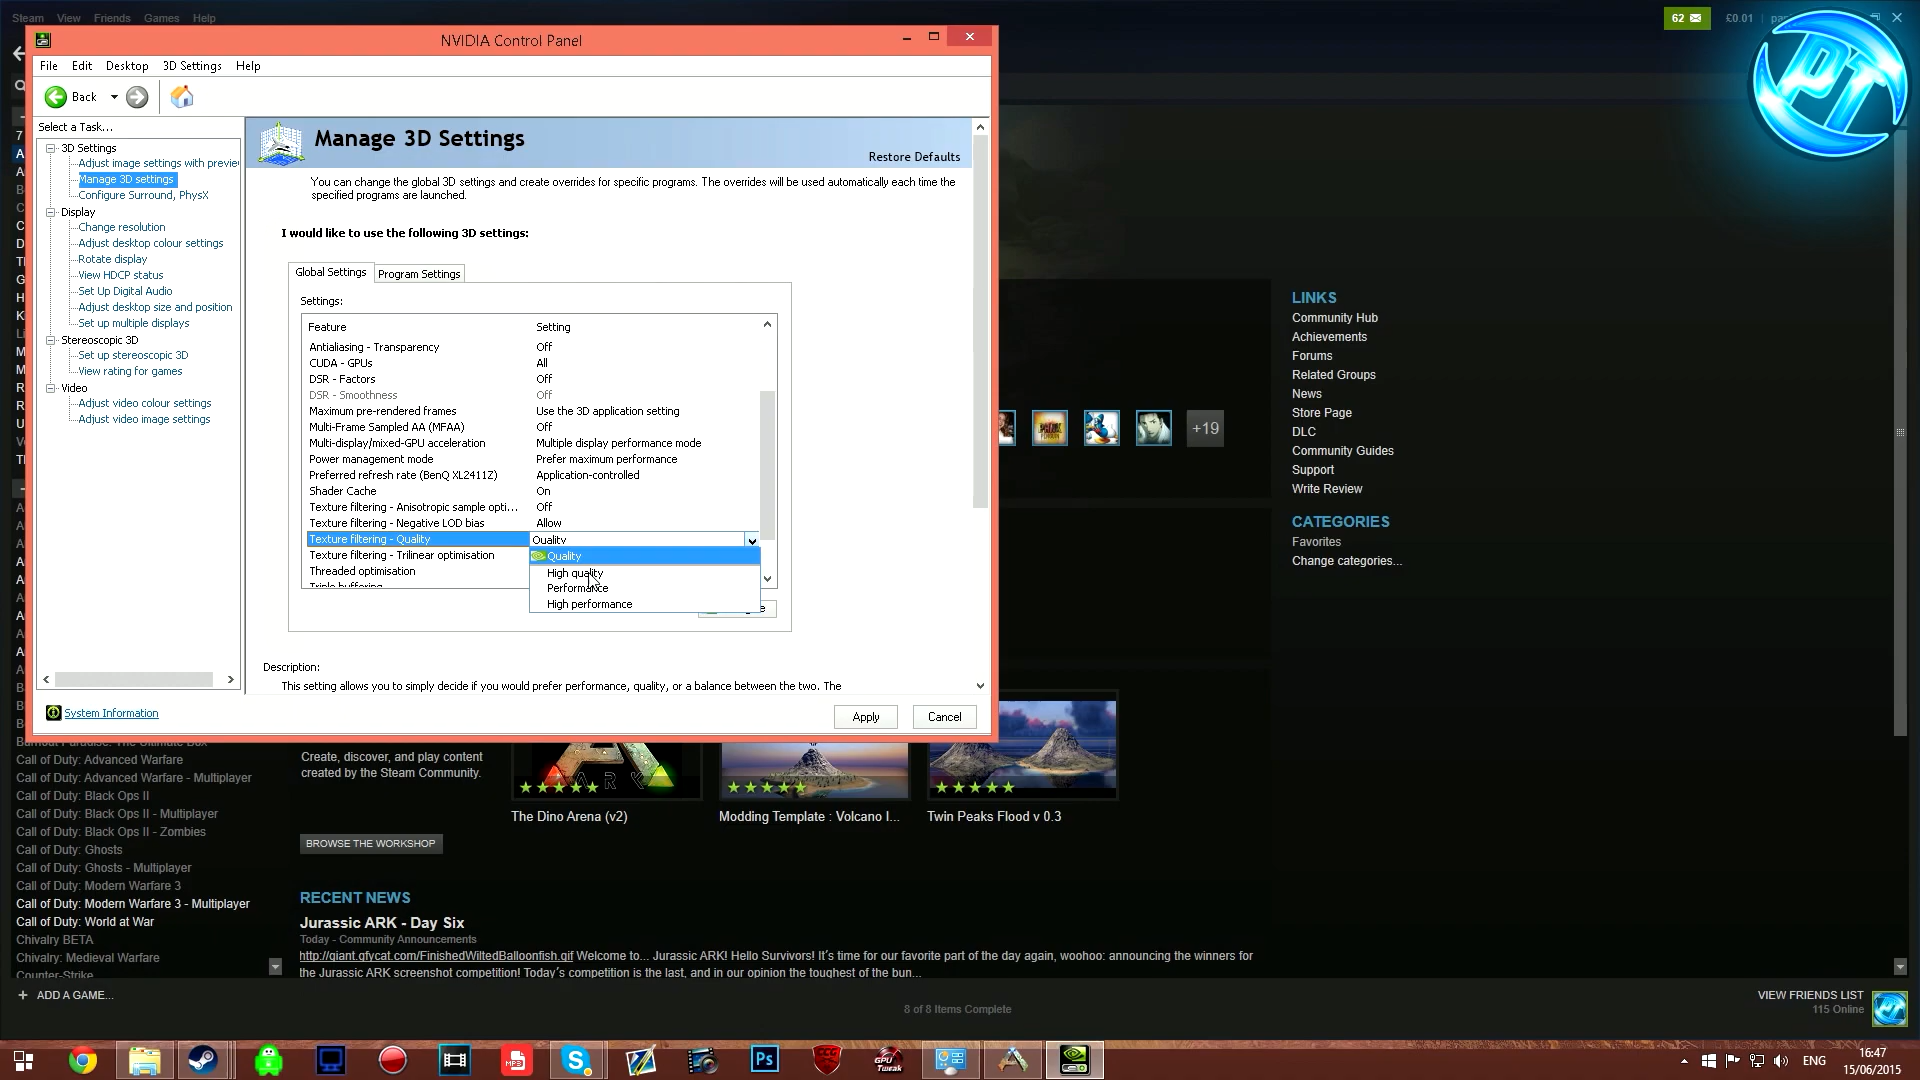 Steam View Friends Games Help
62
£0.01
NVIDIA Control Panel
File Edit Desktop 3D Settings Help
Back
Select a Task...
3D Settings
Adjust image settings with preview
Manage 3D settings
Configure Surround, PhysX
Display
Change resolution
Adjust desktop colour settings
Rotate display
View HDCP status
Set Up Digital Audio
Adjust desktop size and position
Set up multiple displays
Stereoscopic 3D
Set up stereoscopic 3D
View rating for games
Video
Adjust video colour settings
Adjust video image settings
System Information
Manage 3D Settings
Restore Defaults
You can change the global 3D settings and create overrides for specific programs. The overrides will be used automatically each time the
specified programs are launched.
I would like to use the following 3D settings:
Global Settings Program Settings
Settings:
Feature Setting
Antialiasing - Transparency Off
CUDA - GPUs All
DSR - Factors Off
DSR - Smoothness Off
Maximum pre-rendered frames Use the 3D application setting
Multi-Frame Sampled AA (MFAA) Off
Multi-display/mixed-GPU acceleration Multiple display performance mode
Power management mode Prefer maximum performance
Preferred refresh rate (BenQ XL2411Z) Application-controlled
Shader Cache On
Texture filtering - Anisotropic sample opti... Off
Texture filtering - Negative LOD bias Allow
Texture filtering - Quality Quality
Texture filtering - Trilinear optimisation
Threaded optimisation
Triple buffering
Quality
High quality
Performance
High performance
Description:
This setting allows you to simply decide if you would prefer performance, quality, or a balance between the two. The
Apply Cancel
PT
LINKS
Community Hub
Achievements
Forums
Related Groups
News
Store Page
DLC
Community Guides
Support
Write Review
CATEGORIES
Favorites
Change categories...
+19
Burnout Paradise: The Ultimate Box
Call of Duty: Advanced Warfare
Call of Duty: Advanced Warfare - Multiplayer
Call of Duty: Black Ops II
Call of Duty: Black Ops II - Multiplayer
Call of Duty: Black Ops II - Zombies
Call of Duty: Ghosts
Call of Duty: Ghosts - Multiplayer
Call of Duty: Modern Warfare 3
Call of Duty: Modern Warfare 3 - Multiplayer
Call of Duty: World at War
Chivalry BETA
Chivalry: Medieval Warfare
Counter-Strike
Create, discover, and play content
created by the Steam Community.
BROWSE THE WORKSHOP
ARK
The Dino Arena (v2)
Modding Template : Volcano I...
Twin Peaks Flood v 0.3
RECENT NEWS
Jurassic ARK - Day Six
Today - Community Announcements
http://giant.gfycat.com/FinishedWiltedBalloonfish.gif Welcome to... Jurassic ARK! Hello Survivors! It's time for our favorite part of the day again, woohoo: announcing the winners for
the Jurassic ARK screenshot competition! Today's competition is the last, and in our opinion the toughest of the bun...
+ ADD A GAME...
8 of 8 Items Complete
VIEW FRIENDS LIST
115 Online
MP3
Ps
GPU Tweak
ENG
16:47
15/06/2015